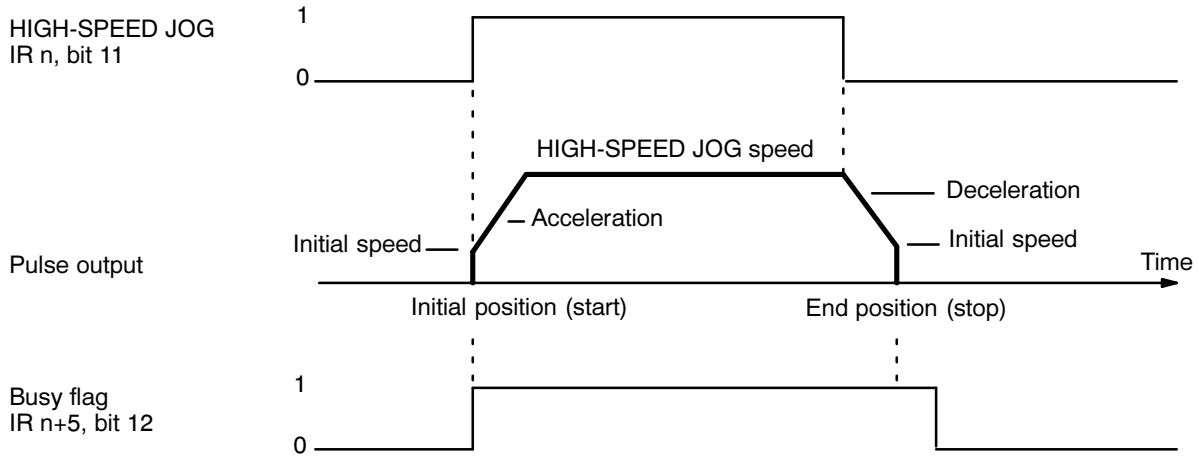 HIGH-SPEED JOG
IR n, bit 11
1
0
HIGH-SPEED JOG speed
Deceleration
Acceleration
Initial speed
Initial speed
Pulse output
Time
Initial position (start)
End position (stop)
Busy flag
IR n+5, bit 12
1
0